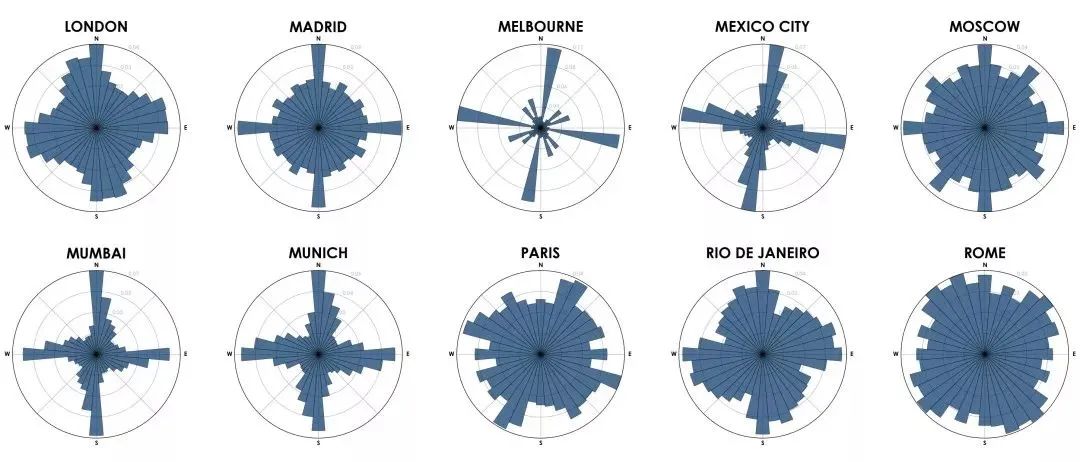 LONDON MADRID MELBOURNE MEXICO CITY MOSCOW
N N N N N
W E W E W E W E W E
S S S S S
MUMBAI MUNICH PARIS RIO DE JANEIRO ROME
N N N N N
W E W E W E W E W E
S S S S S